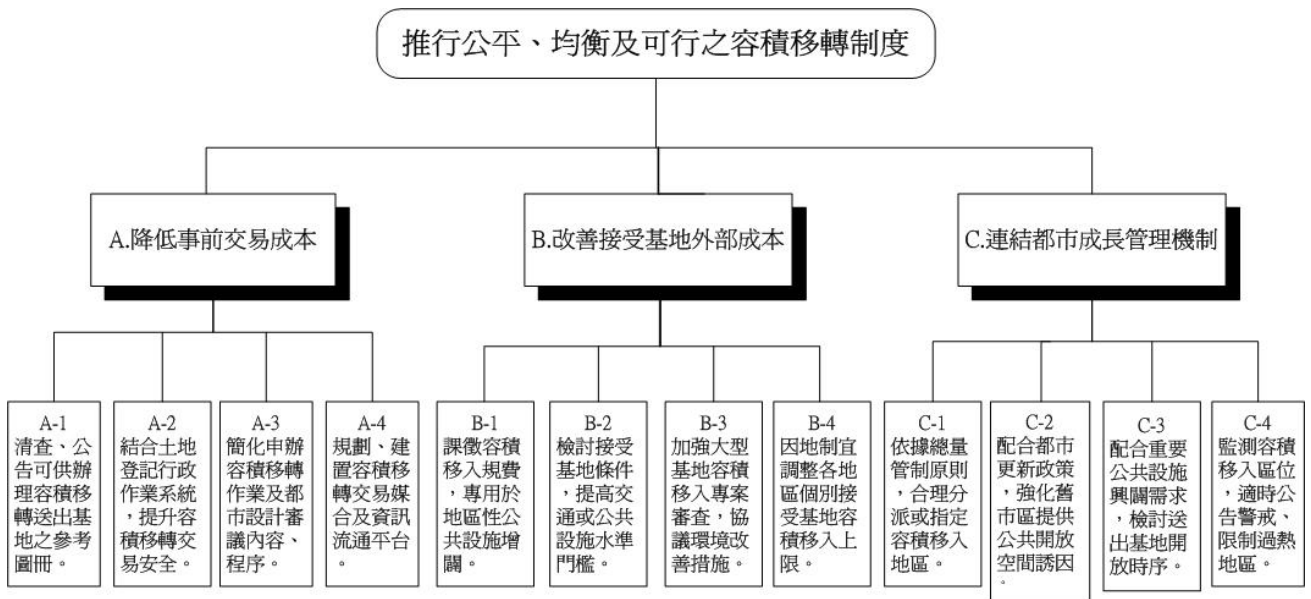 推行公平、均衡及可行之容積移轉制度
A.降低事前交易成本
B.改善接受基地外部成本
C.連結都市成長管理機制
A-1
清查、公
告可供辦
理容積移
轉送出基
地之參考
圖冊。
A-2
結合土地
登記行政
作業系統
，提升容
積移轉交
易安全。
A-3
簡化申辦
容積移轉
作業及都
市設計審
議內容、
程序。
A-4
規劃、建
置容積移
轉交易媒
合及資訊
流通平台
。
B-1
課徵容積
移入規費
，專用於
地區性公
共設施增
闢。
B-2
檢討接受
基地條件
，提高交
通或公共
設施水準
門檻。
B-3
加強大型
基地容積
移入專案
審查，協
議環境改
善措施。
B-4
因地制宜
調整各地
區個別接
受基地容
積移入上
限。
C-1
依據總量
管制原則
，合理分
派或指定
容積移入
地區。
C-2
配合都市
更新政策
，強化舊
市區提供
公共開放
空間誘因
。
C-3
配合重要
公共設施
興闢需求
，檢討送
出基地開
放時序。
C-4
監測容積
移入區位
，適時公
告警戒、
限制過熱
地區。